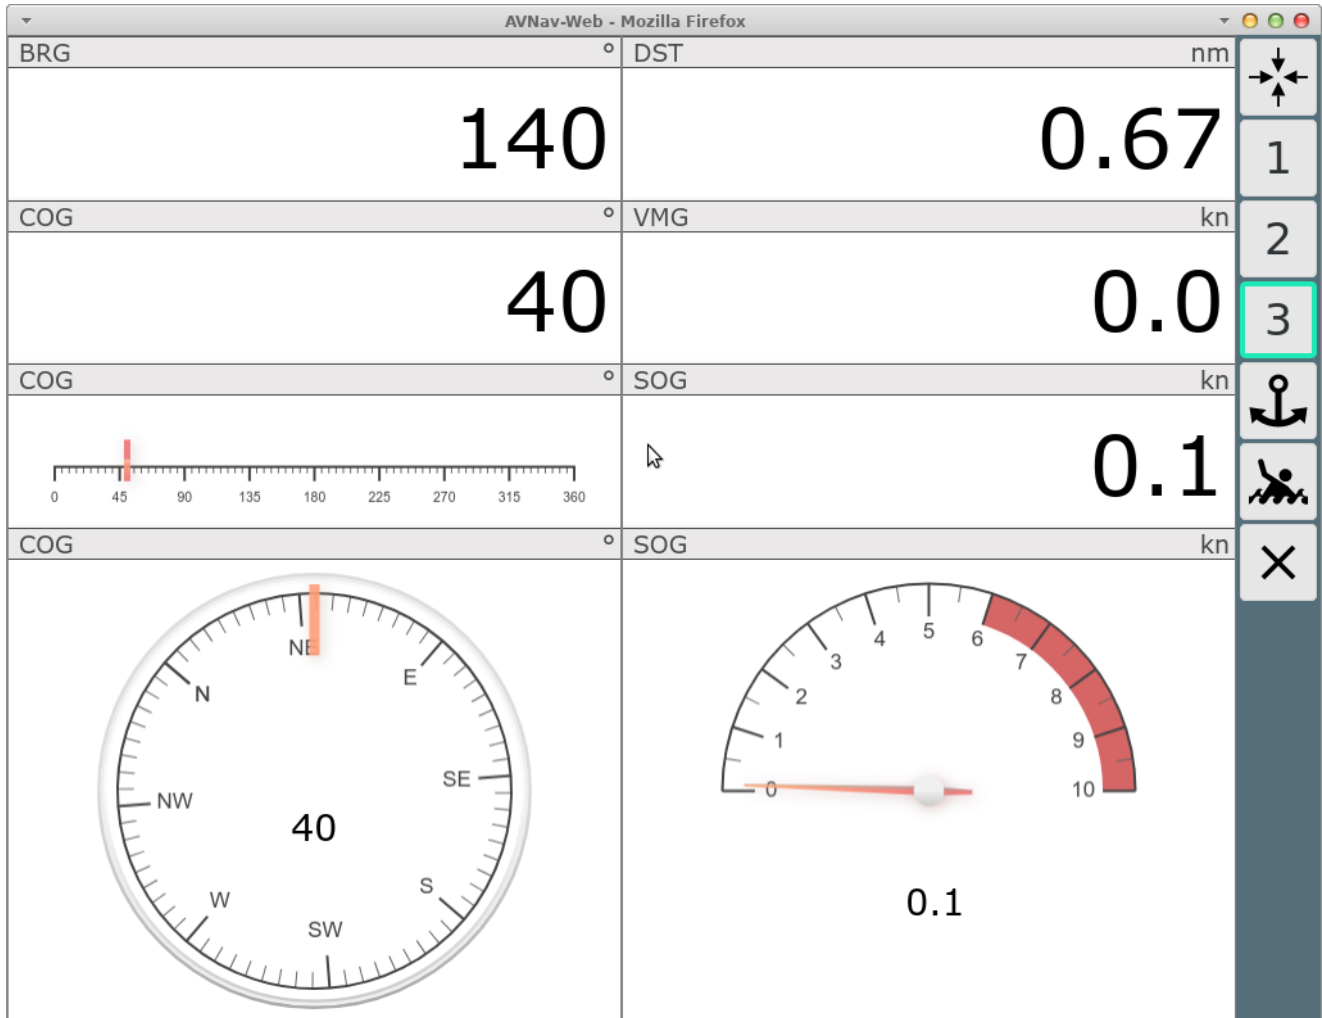 AVNav-Web - Mozilla Firefox
BRG °
DST nm
140
0.67
1
COG °
VMG kn
2
40
0.0
3
COG °
SOG kn
0 45 90 135 180 225 270 315 360
0.1
COG °
SOG kn
NE
E
SE
S
SW
W
NW
N
40
0 1 2 3 4 5 6 7 8 9 10
0.1